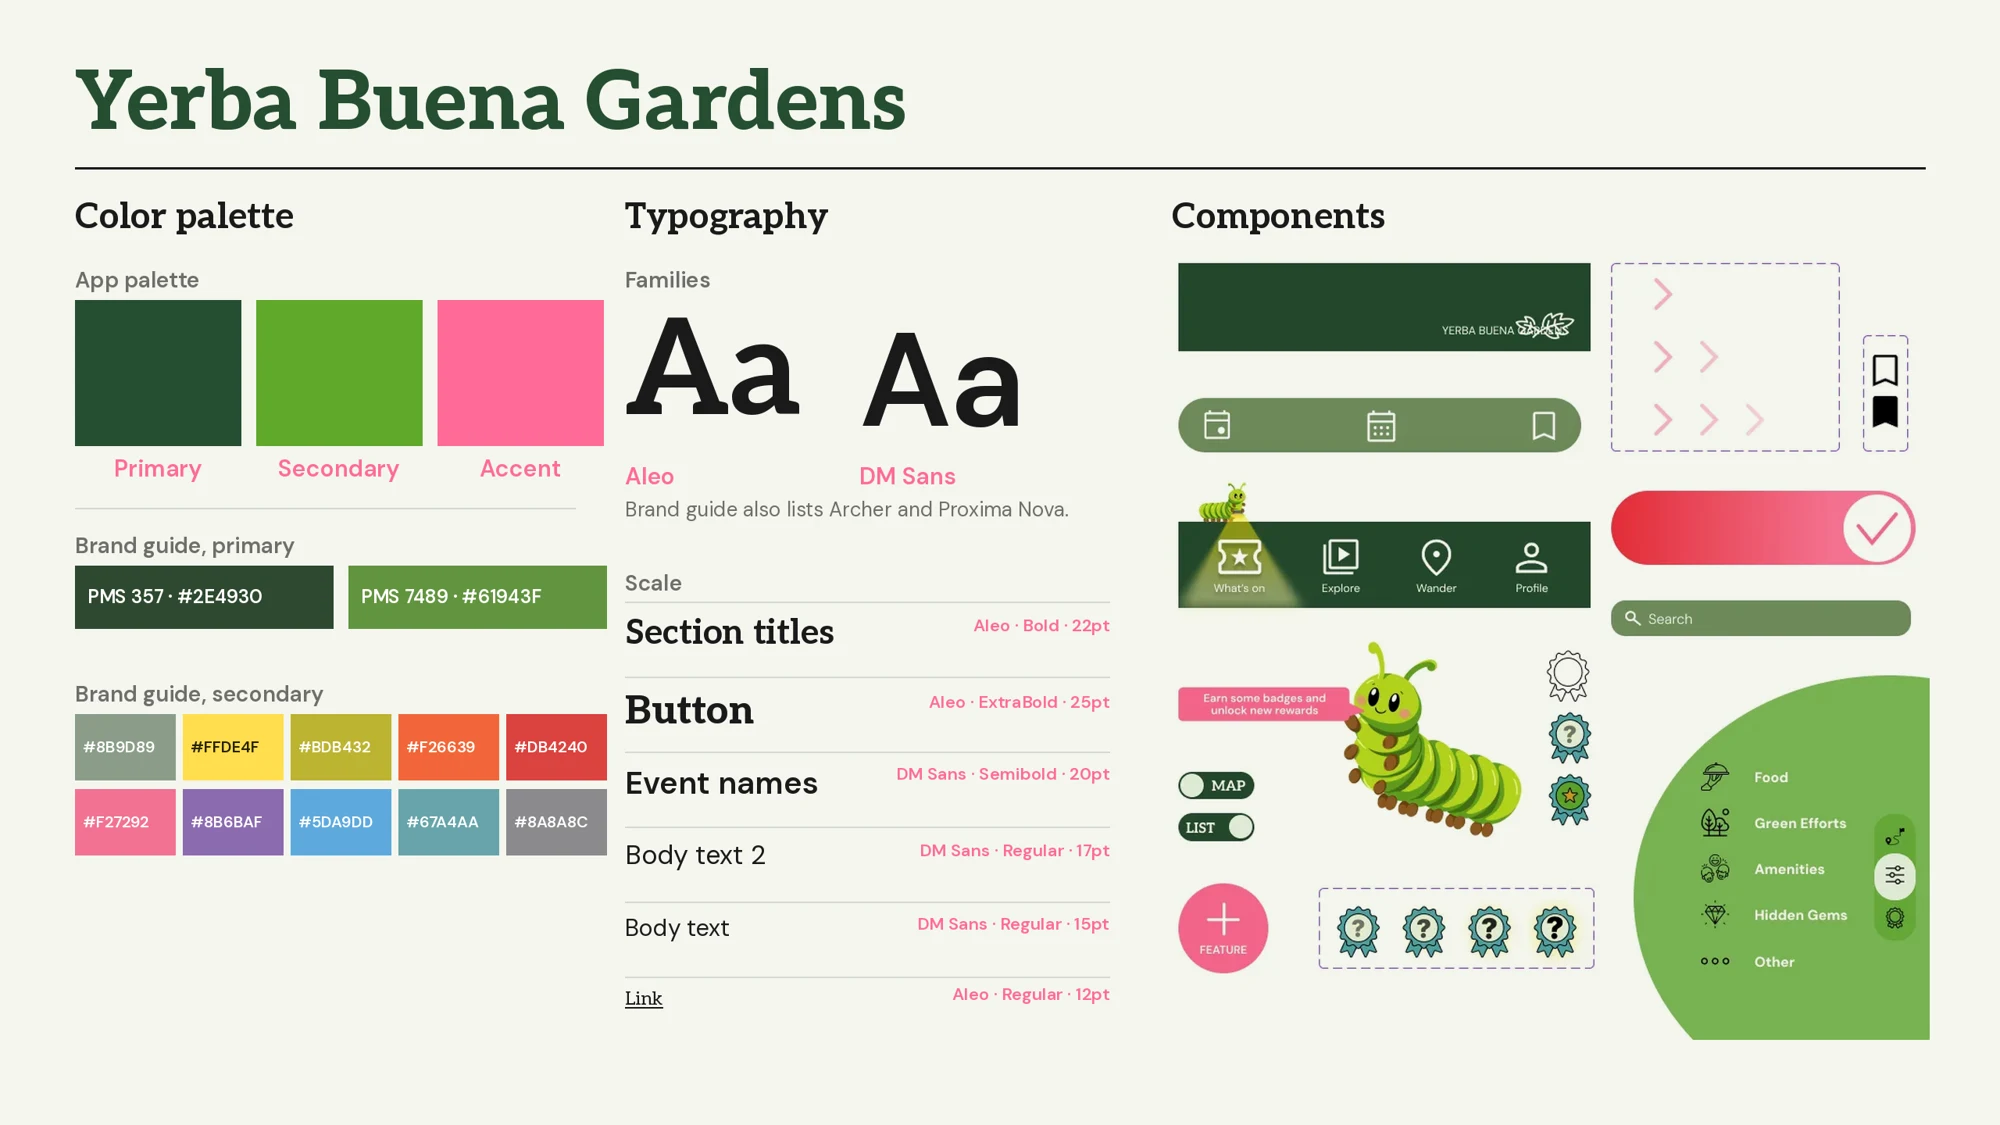 Yerba Buena Gardens
Color palette
App palette
Primary
Secondary
Accent
Brand guide, primary
PMS 357 · #2E4930
PMS 7489 · #61943F
Brand guide, secondary
#8B9D89
#FFDE4F
#BDB432
#F26639
#DB4240
#F27292
#8B6BAF
#5DA9DD
#67A4AA
#8A8A8C
Typography
Families
Aa
Aa
Aleo
DM Sans
Brand guide also lists Archer and Proxima Nova.
Scale
Section titles
Aleo · Bold · 22pt
Button
Aleo · ExtraBold · 25pt
Event names
DM Sans · Semibold · 20pt
Body text 2
DM Sans · Regular · 17pt
Body text
DM Sans · Regular · 15pt
Link
Aleo · Regular · 12pt
Components
YERBA BUENA GARDENS
What's on
Explore
Wander
Profile
Search
Earn some badges and
unlock new rewards
?
MAP
LIST
FEATURE
? ? ? ?
Food
Green Efforts
Amenities
Hidden Gems
Other